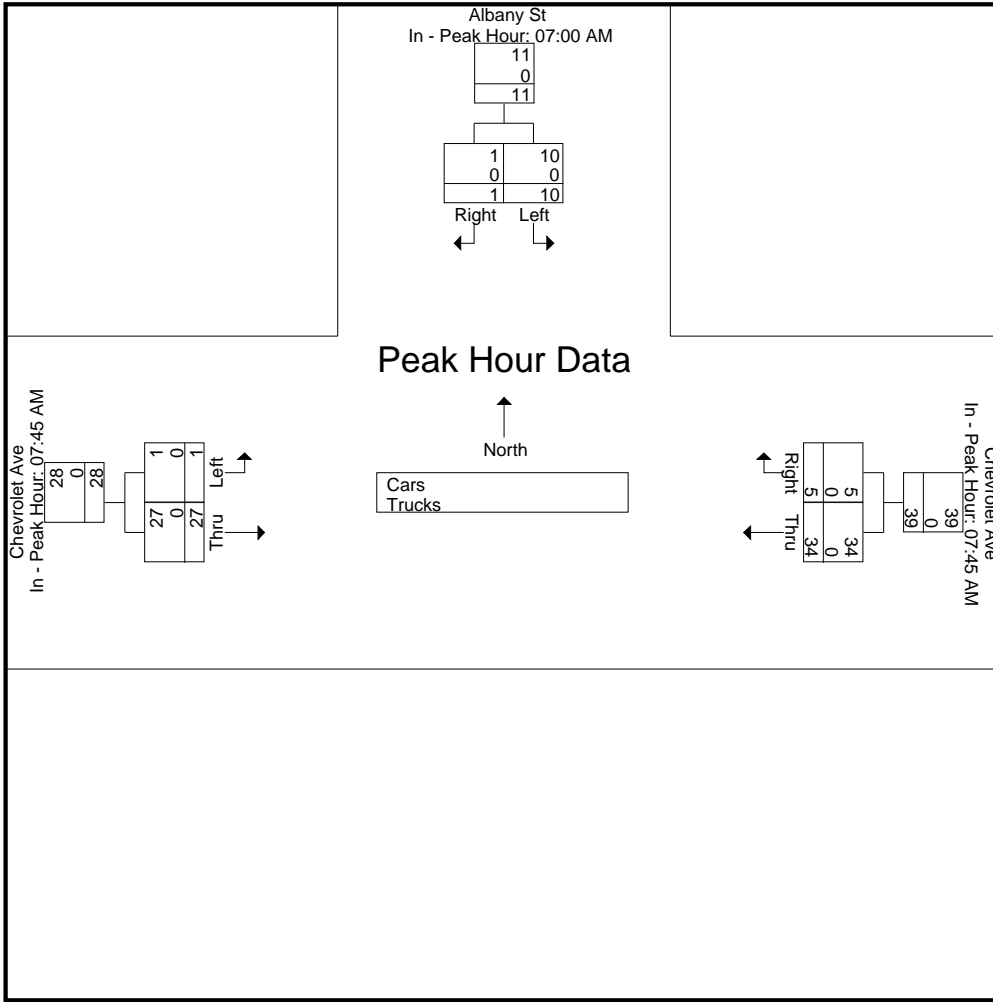 Albany St
In - Peak Hour: 07:00 AM
11
0
11
1 10
0 0
1 10
Right Left
Peak Hour Data
North
Cars
Trucks
Chevrolet Ave
In - Peak Hour: 07:45 AM
28
0
28
1 0 1
Left
27 0 27
Thru
Chevrolet Ave
In - Peak Hour: 07:45 AM
39
0
39
5 0 5
Right
34 0 34
Thru